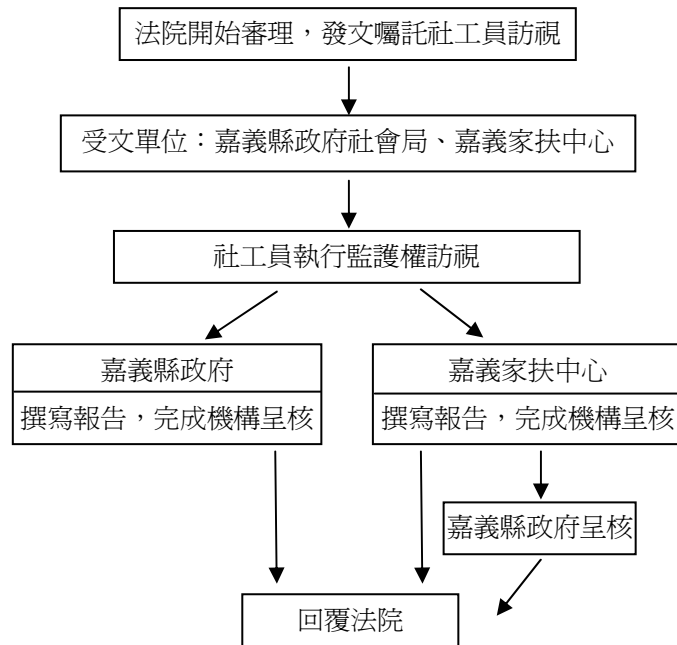 法院開始審理，發文囑託社工員訪視
受文單位：嘉義縣政府社會局、嘉義家扶中心
社工員執行監護權訪視
嘉義縣政府
撰寫報告，完成機構呈核
嘉義家扶中心
撰寫報告，完成機構呈核
嘉義縣政府呈核
回覆法院